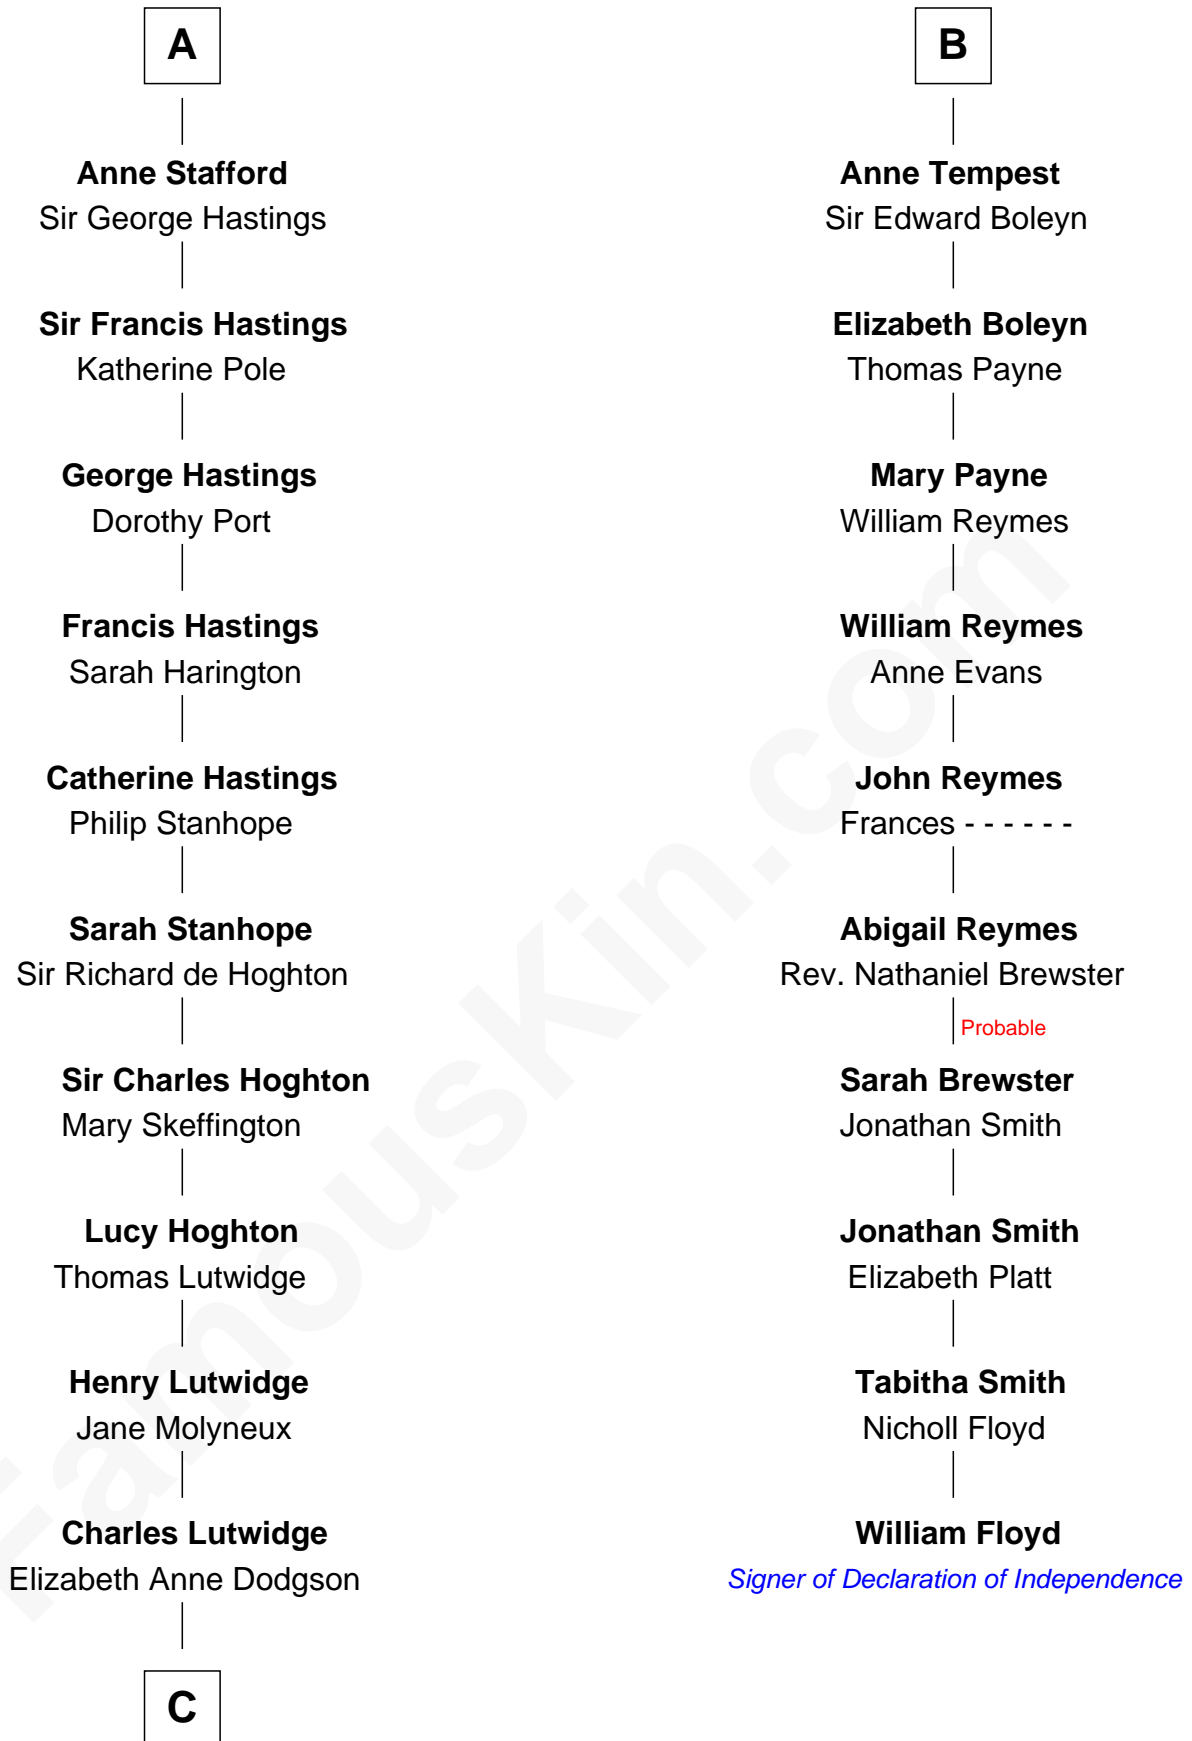 A
Anne Stafford
Sir George Hastings
Sir Francis Hastings
Katherine Pole
George Hastings
Dorothy Port
Francis Hastings
Sarah Harington
Catherine Hastings
Philip Stanhope
Sarah Stanhope
Sir Richard de Hoghton
Sir Charles Hoghton
Mary Skeffington
Lucy Hoghton
Thomas Lutwidge
Henry Lutwidge
Jane Molyneux
Charles Lutwidge
Elizabeth Anne Dodgson
C
B
Anne Tempest
Sir Edward Boleyn
Elizabeth Boleyn
Thomas Payne
Mary Payne
William Reymes
William Reymes
Anne Evans
John Reymes
Frances - - - - - -
Abigail Reymes
Rev. Nathaniel Brewster
Probable
Sarah Brewster
Jonathan Smith
Jonathan Smith
Elizabeth Platt
Tabitha Smith
Nicholl Floyd
William Floyd
Signer of Declaration of Independence
FamousKin.com